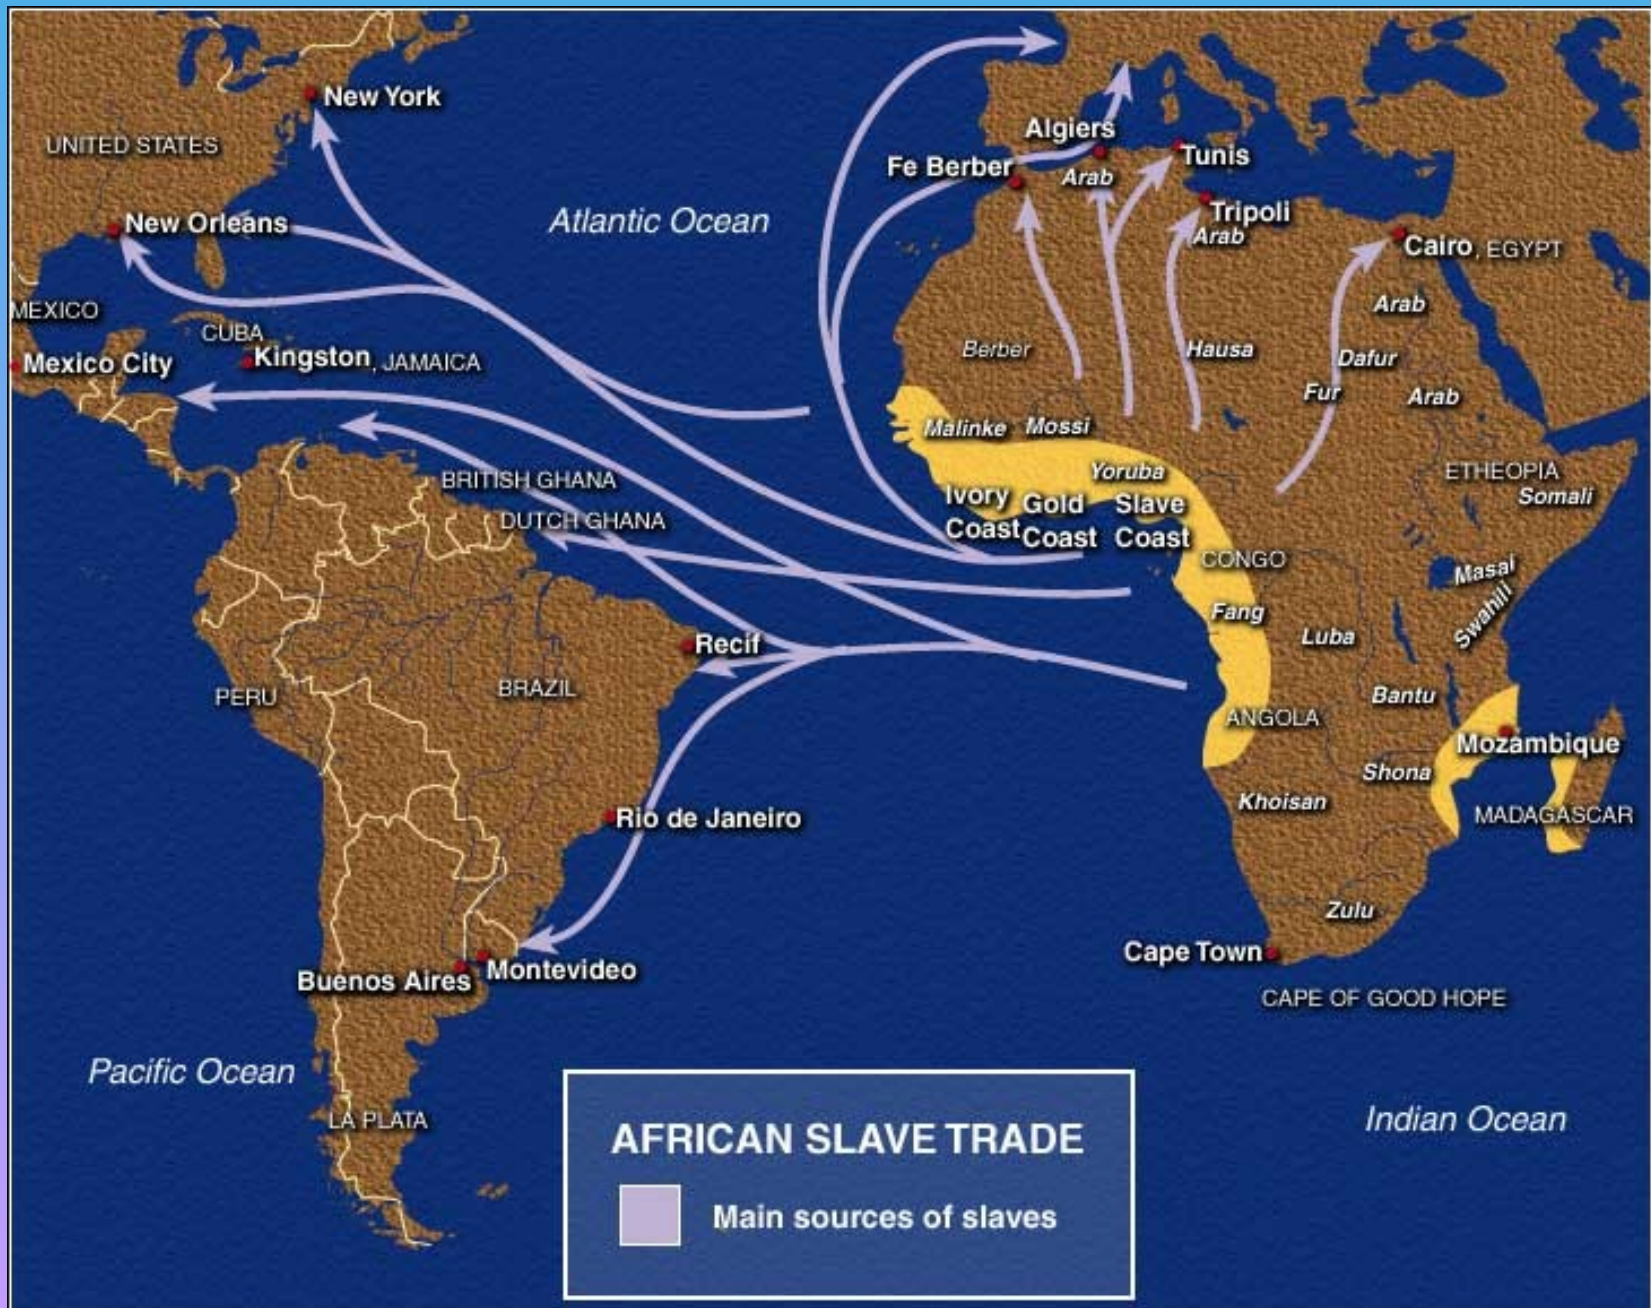 New York
UNITED STATES
New Orleans
Atlantic Ocean
MEXICO
CUBA
Mexico City
Kingston, JAMAICA
BRITISH GHANA
DUTCH GHANA
Recif
PERU
BRAZIL
Rio de Janeiro
Buenos Aires
Montevideo
Pacific Ocean
LA PLATA
Algiers
Fe Berber
Arab
Tunis
Tripoli
Arab
Cairo, EGYPT
Arab
Berber
Hausa
Dafur
Fur
Arab
Malinke
Mossi
Yoruba
ETHEOPIA
Somali
Ivory
Coast
Gold
Coast
Slave
Coast
CONGO
Masal
Swahili
Fang
Luba
Bantu
ANGOLA
Mozambique
Shona
Khoisan
MADAGASCAR
Zulu
Cape Town
CAPE OF GOOD HOPE
Indian Ocean
AFRICAN SLAVE TRADE
Main sources of slaves